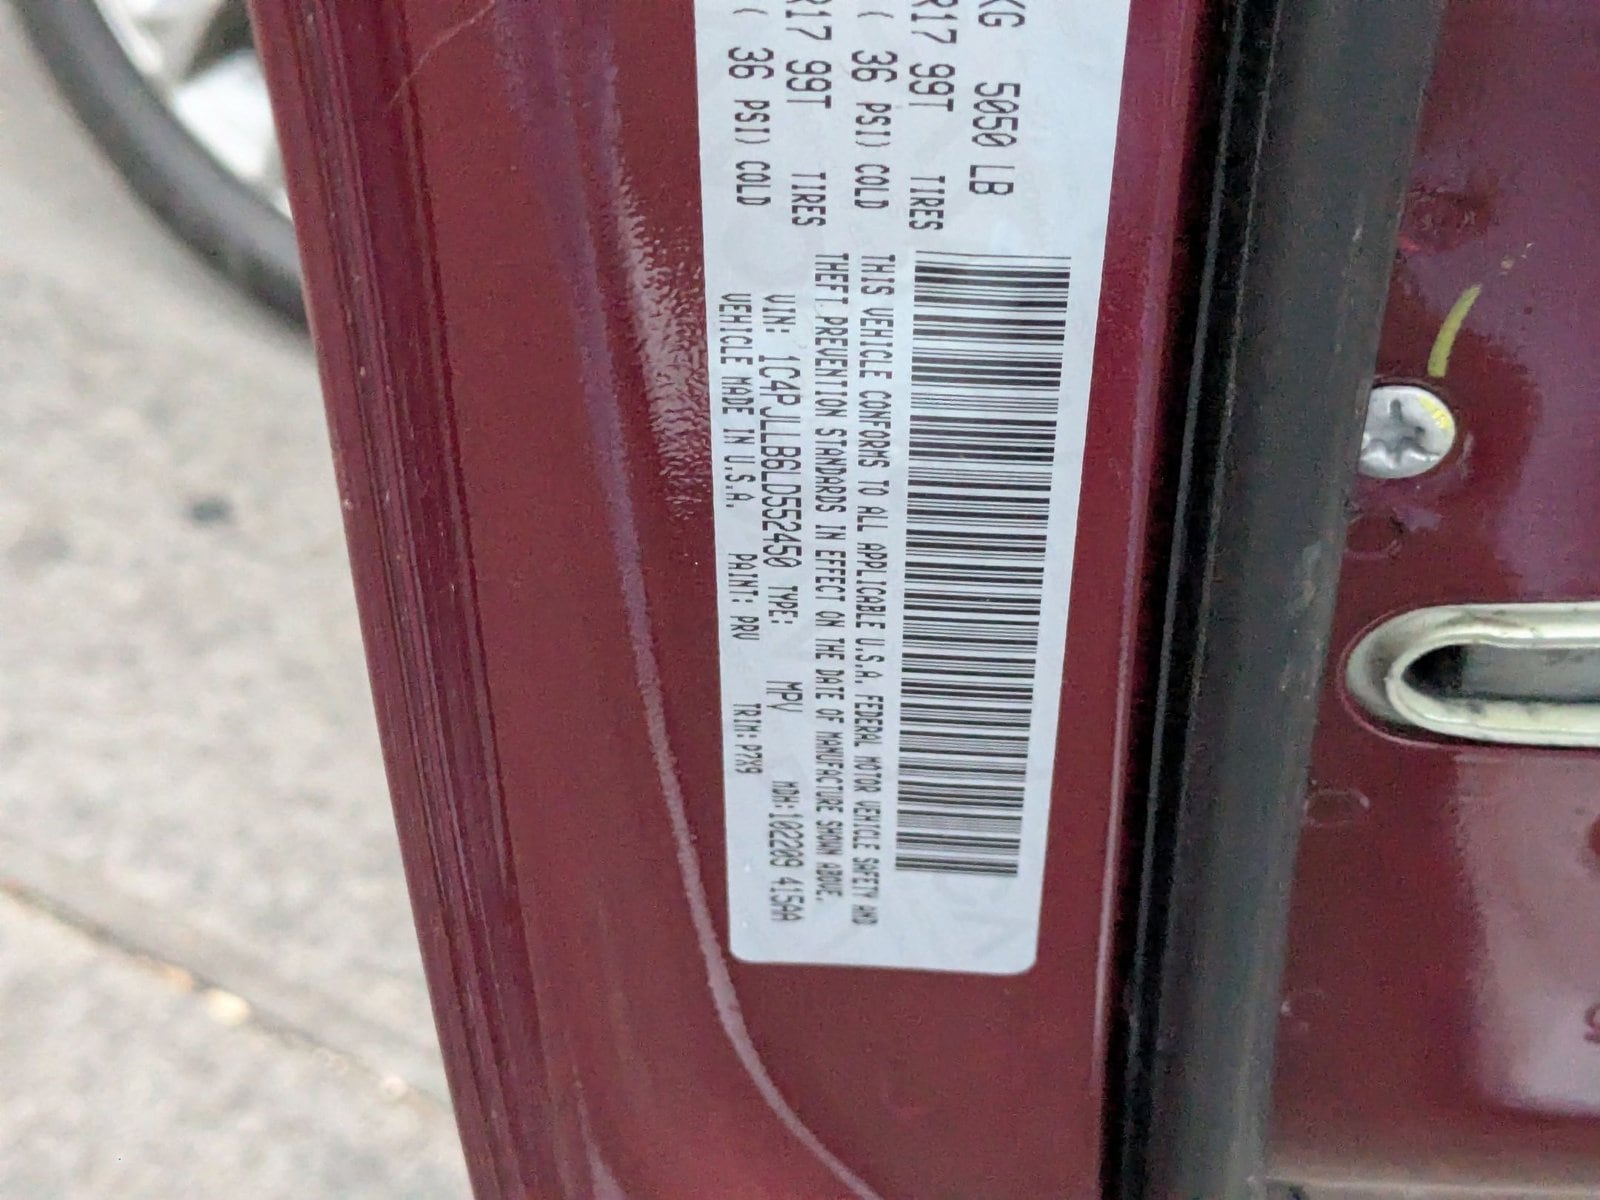 KG 5050 LB
R17 99T TIRES
( 36 PSI) COLD
R17 99T TIRES
( 36 PSI) COLD
THIS VEHICLE CONFORMS TO ALL APPLICABLE U.S.A. FEDERAL MOTOR VEHICLE SAFETY AND
THEFT PREVENTION STANDARDS IN EFFECT ON THE DATE OF MANUFACTURE SHOWN ABOVE.
VIN: 1C4PJLLB6LD552450 TYPE: MPV MDH:102209 415AA
VEHICLE MADE IN U.S.A. PAINT: PRV TRIM: P7X9